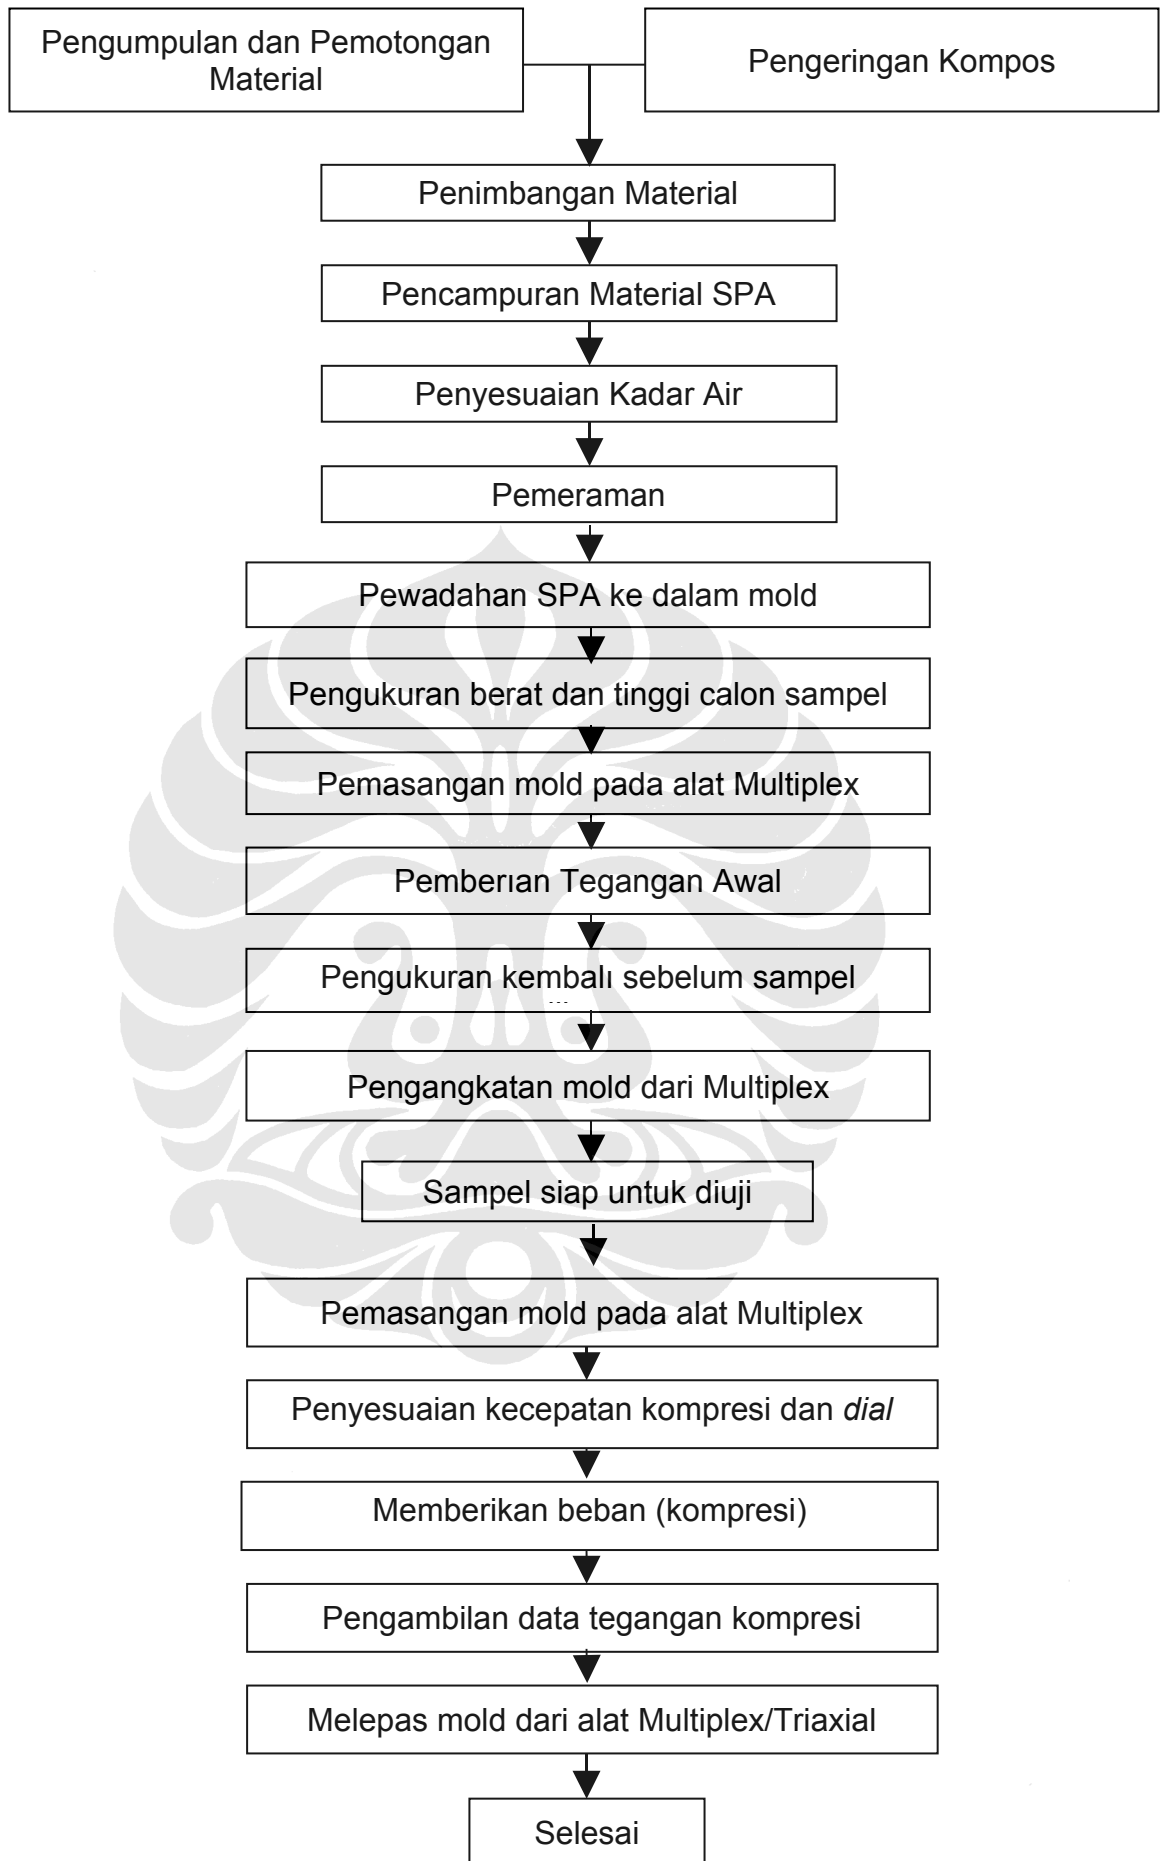 Pengumpulan dan Pemotongan
Material
Pengeringan Kompos
Penimbangan Material
Pencampuran Material SPA
Penyesuaian Kadar Air
Pemeraman
Pewadahan SPA ke dalam mold
Pengukuran berat dan tinggi calon sampel
Pemasangan mold pada alat Multiplex
Pemberian Tegangan Awal
Pengukuran kembali sebelum sampel
Pengangkatan mold dari Multiplex
Sampel siap untuk diuji
Pemasangan mold pada alat Multiplex
Penyesuaian kecepatan kompresi dan dial
Memberikan beban (kompresi)
Pengambilan data tegangan kompresi
Melepas mold dari alat Multiplex/Triaxial
Selesai